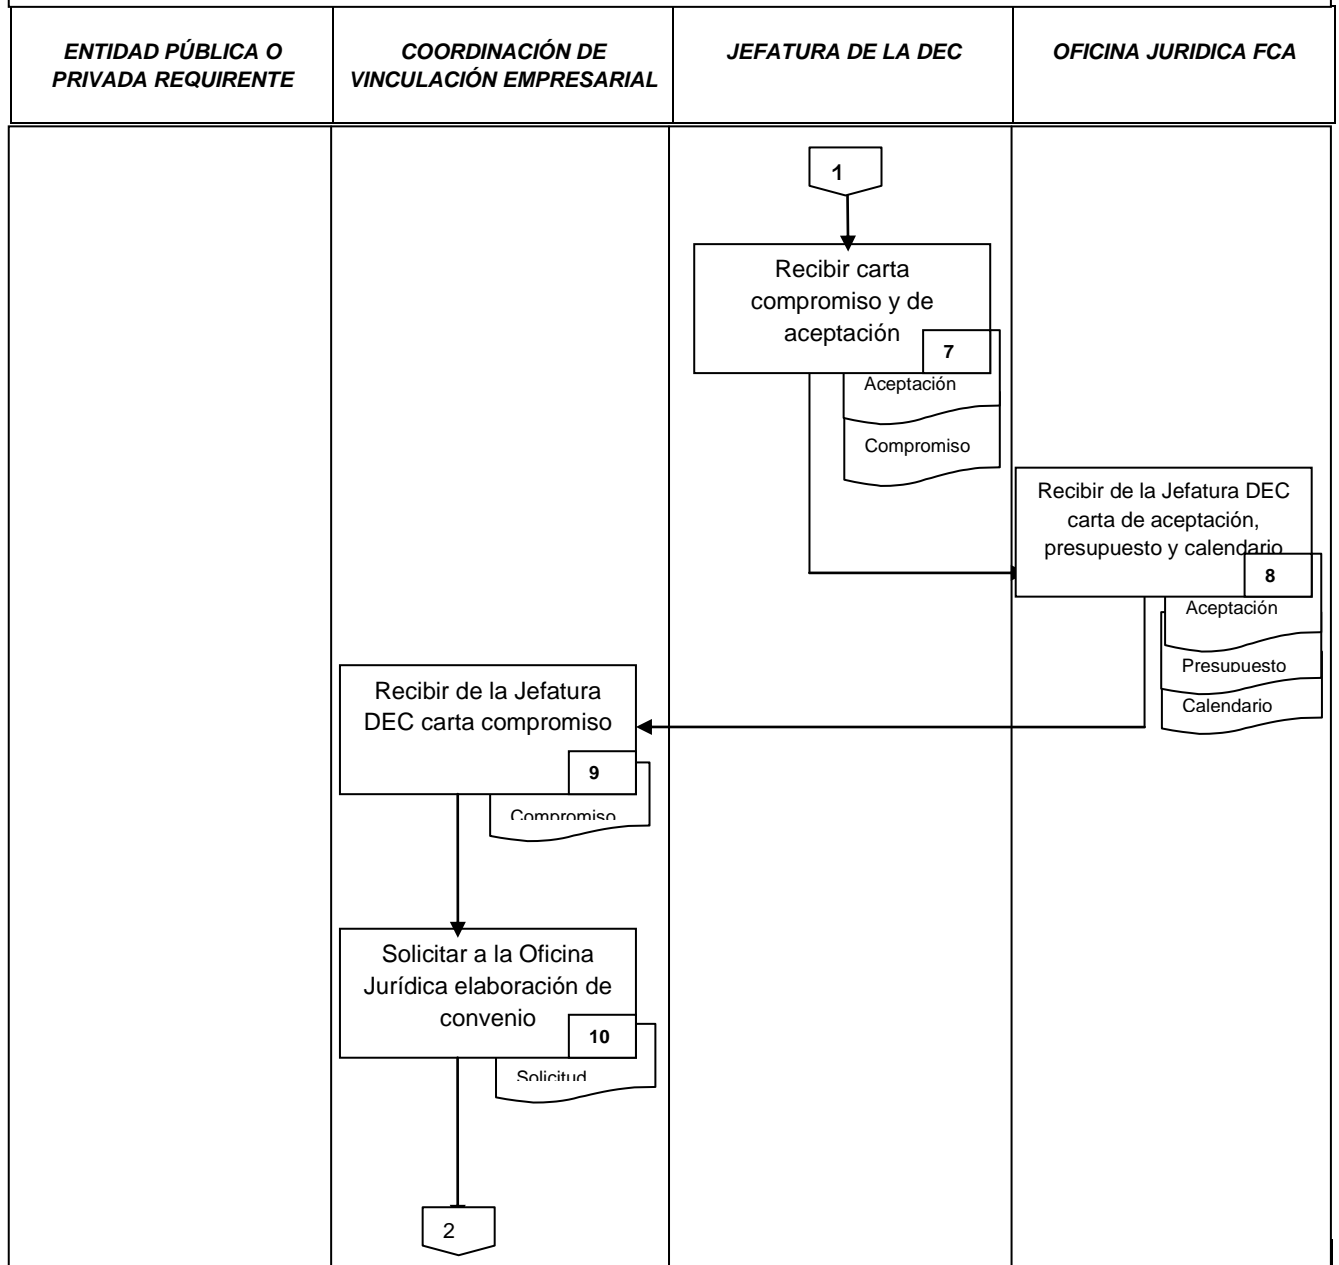 ENTIDAD PÚBLICA O
PRIVADA REQUIRENTE
COORDINACIÓN DE
VINCULACIÓN EMPRESARIAL
JEFATURA DE LA DEC
OFICINA JURIDICA FCA
1
Recibir carta
compromiso y de
aceptación
7
Aceptación
Compromiso
Recibir de la Jefatura DEC
carta de aceptación,
presupuesto y calendario
8
Aceptación
Presupuesto
Calendario
Recibir de la Jefatura
DEC carta compromiso
9
Compromiso
Solicitar a la Oficina
Jurídica elaboración de
convenio
10
Solicitud
2